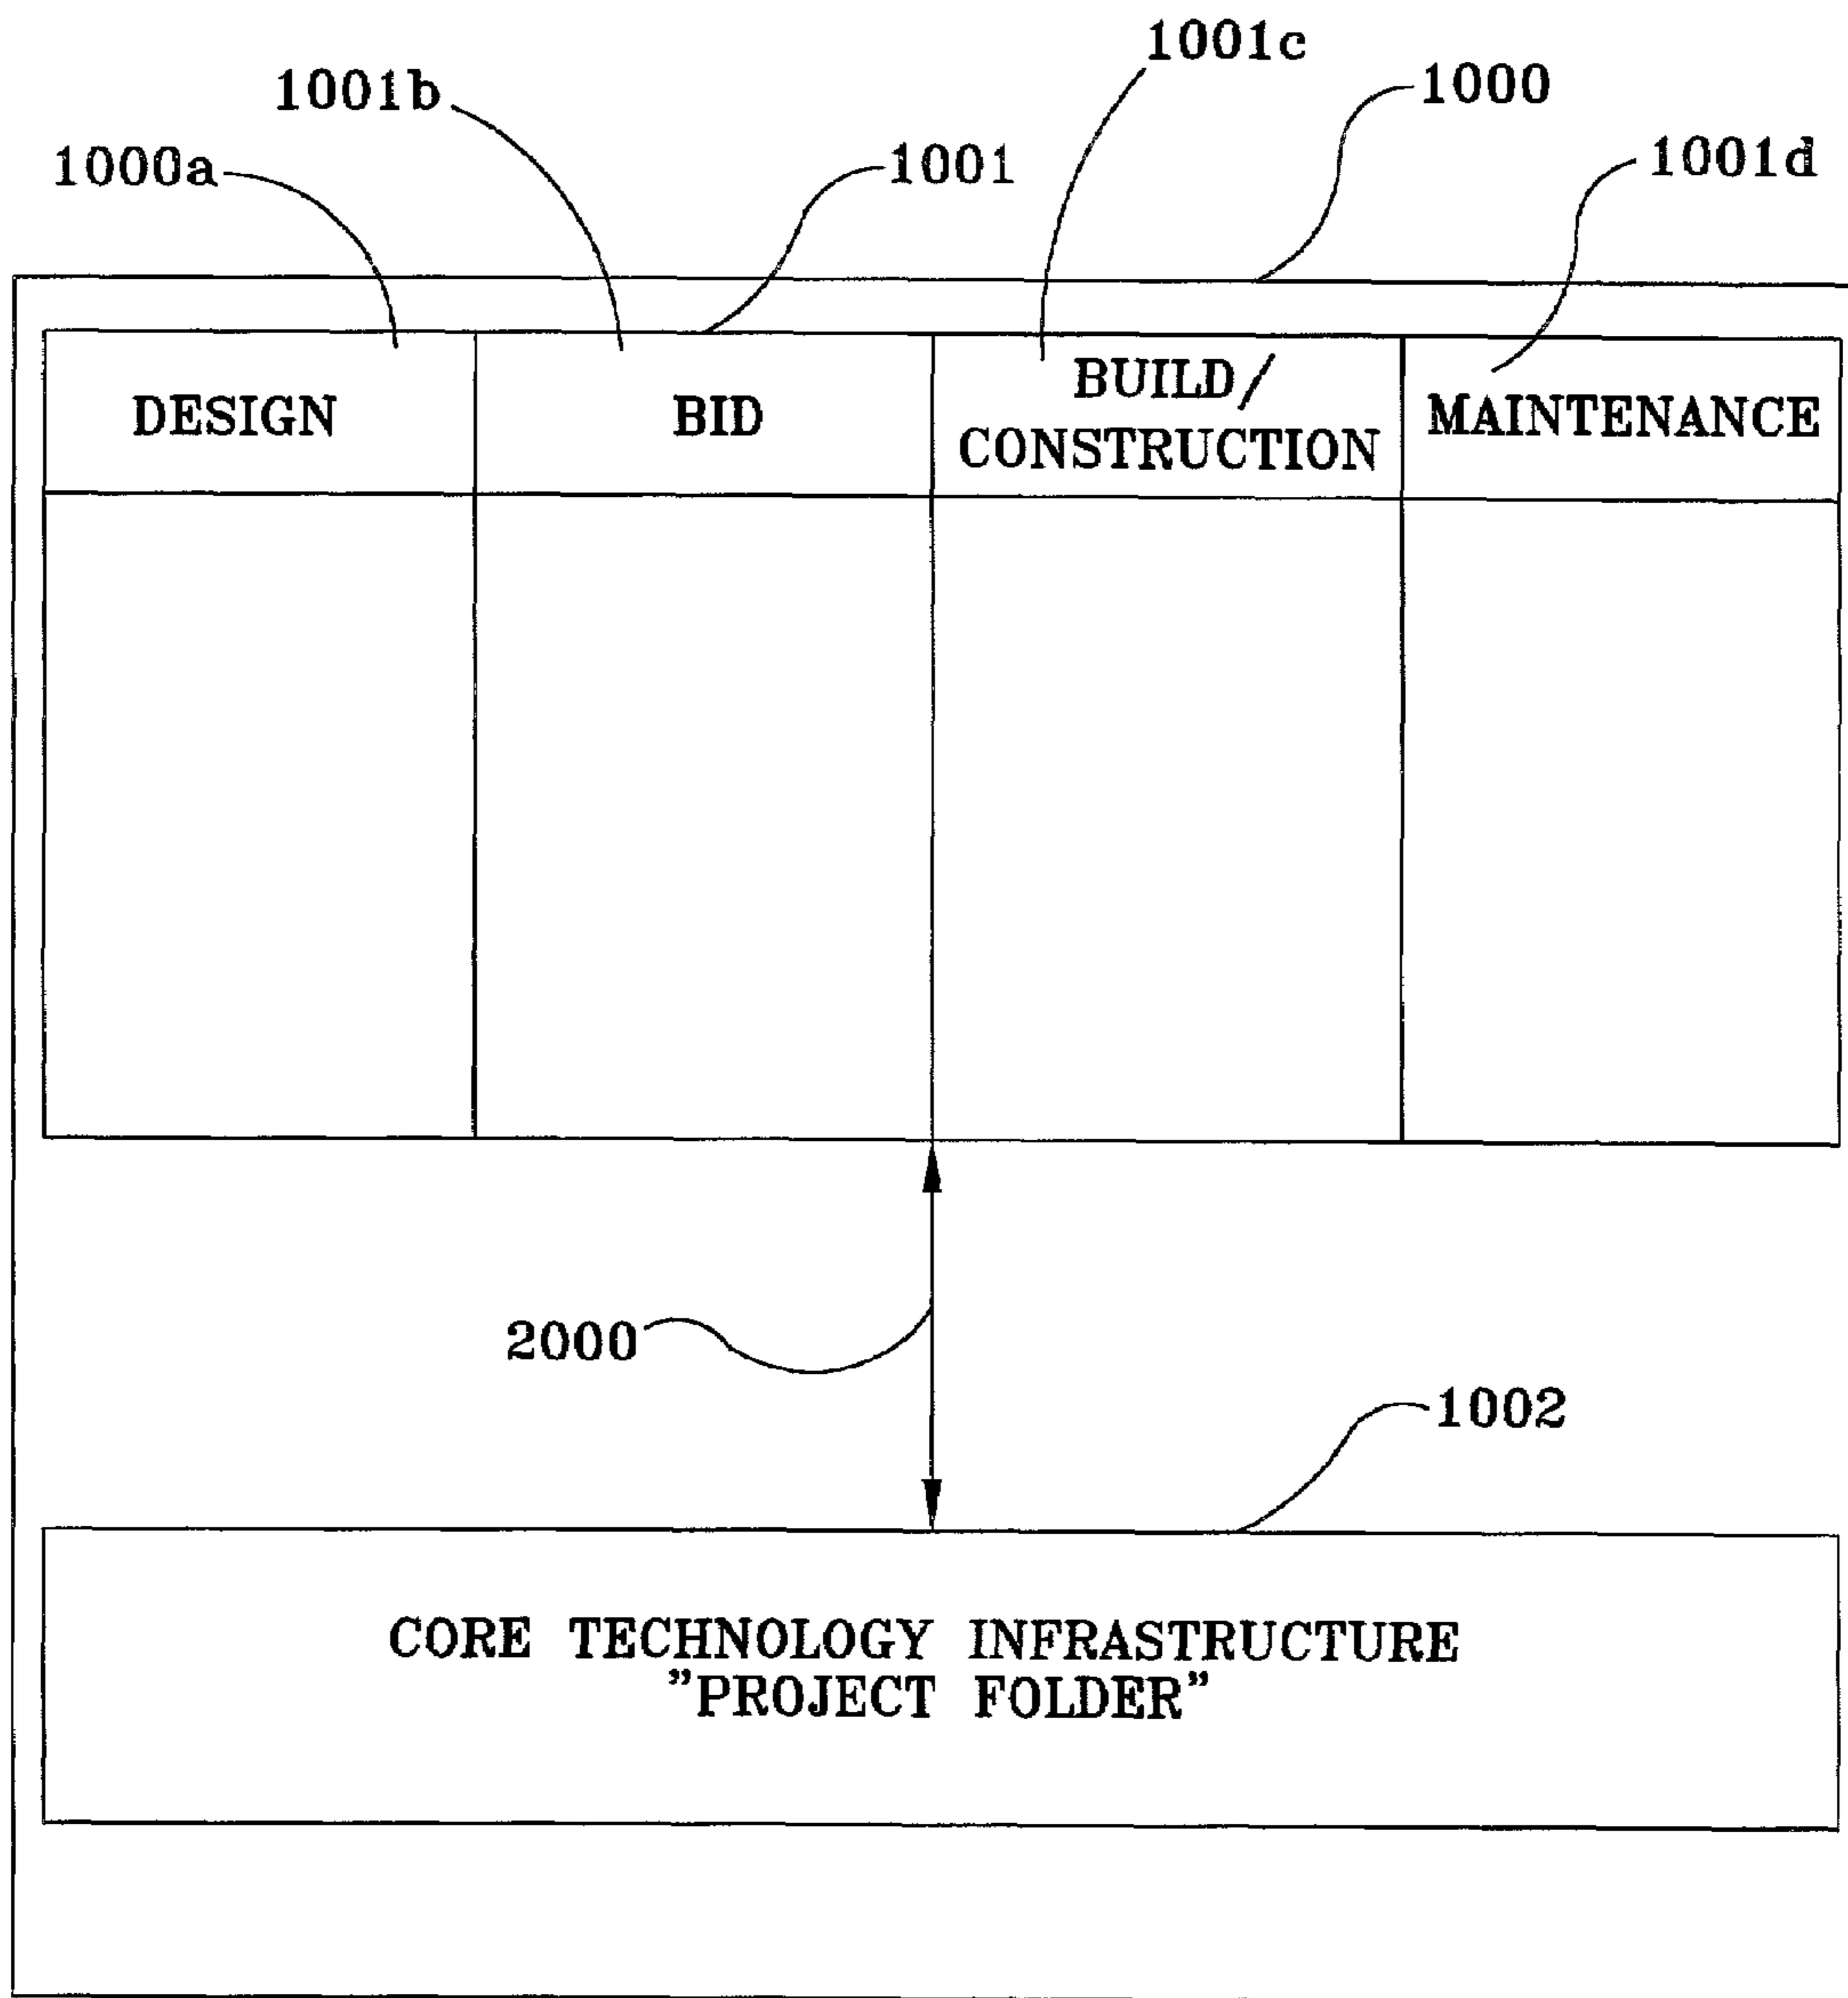 1001c
1001b
1000
1000a
1001
1001d
DESIGN
BID
BUILD/
CONSTRUCTION
MAINTENANCE
2000
1002
CORE TECHNOLOGY INFRASTRUCTURE
"PROJECT FOLDER"